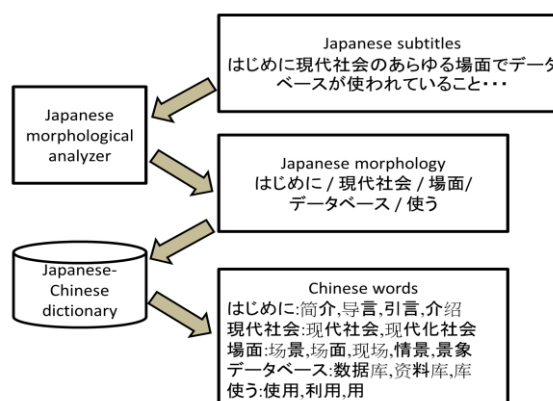 Japanese subtitles
はじめに現代社会のあらゆる場面でデータ
ベースが使われていること・・・
Japanese
morphological
analyzer
Japanese morphology
はじめに / 現代社会 / 場面/
データベース / 使う
Japanese-
Chinese
dictionary
Chinese words
はじめに:简介,导言,引言,介绍
現代社会:现代社会,现代化社会
場面:场景,场面,现场,情景,景象
データベース:数据库,资料库,库
使う:使用,利用,用